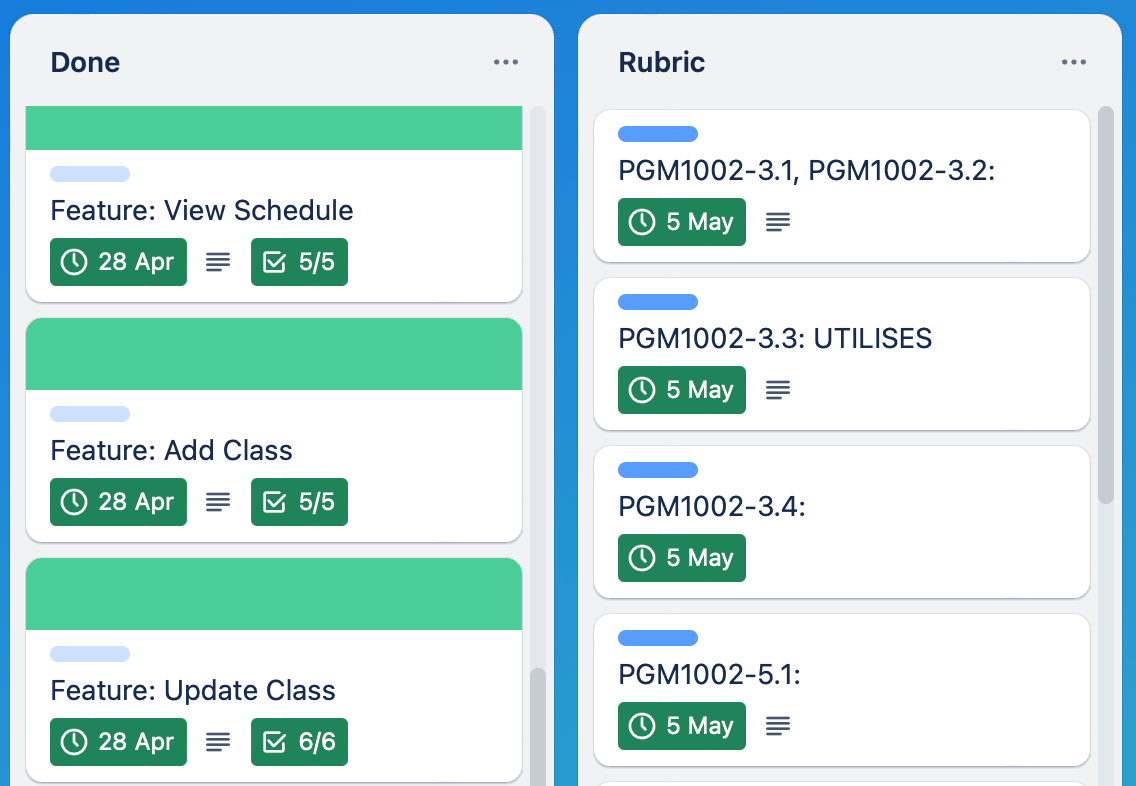 Done
Feature: View Schedule
28 Apr 5/5
Feature: Add Class
28 Apr 5/5
Feature: Update Class
28 Apr 6/6
Rubric
PGM1002-3.1, PGM1002-3.2:
5 May
PGM1002-3.3: UTILISES
5 May
PGM1002-3.4:
5 May
PGM1002-5.1:
5 May